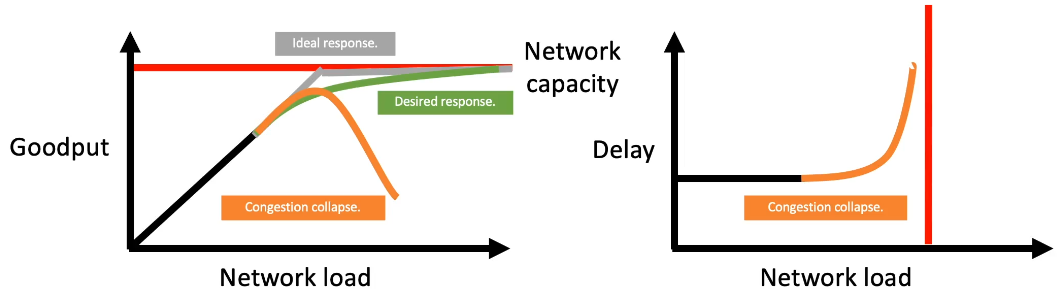 Ideal response.
Network
capacity
Desired response.
Goodput
Congestion collapse.
Network load
Delay
Congestion collapse.
Network load